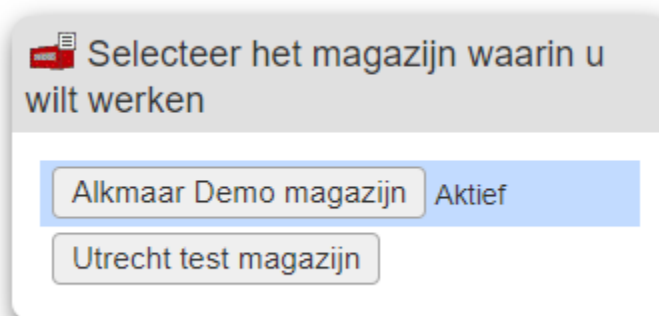 Selecteer het magazijn waarin u
wilt werken
Alkmaar Demo magazijn Aktief
Utrecht test magazijn